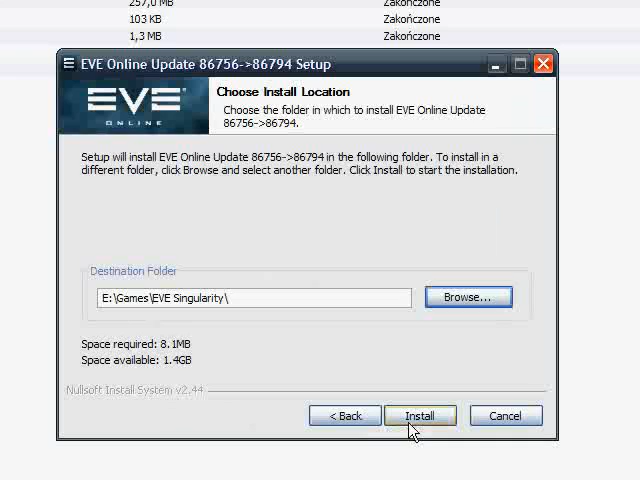 257,0 MB Zakończone
103 KB Zakończone
1,3 MB Zakończone
EVE Online Update 86756->86794 Setup
EVE
ONLINE
Choose Install Location
Choose the folder in which to install EVE Online Update
86756->86794.
Setup will install EVE Online Update 86756->86794 in the following folder. To install in a
different folder, click Browse and select another folder. Click Install to start the installation.
Destination Folder
E:\Games\EVE Singularity\
Browse...
Space required: 8.1MB
Space available: 1.4GB
Nullsoft Install System v2.44
< Back Install Cancel